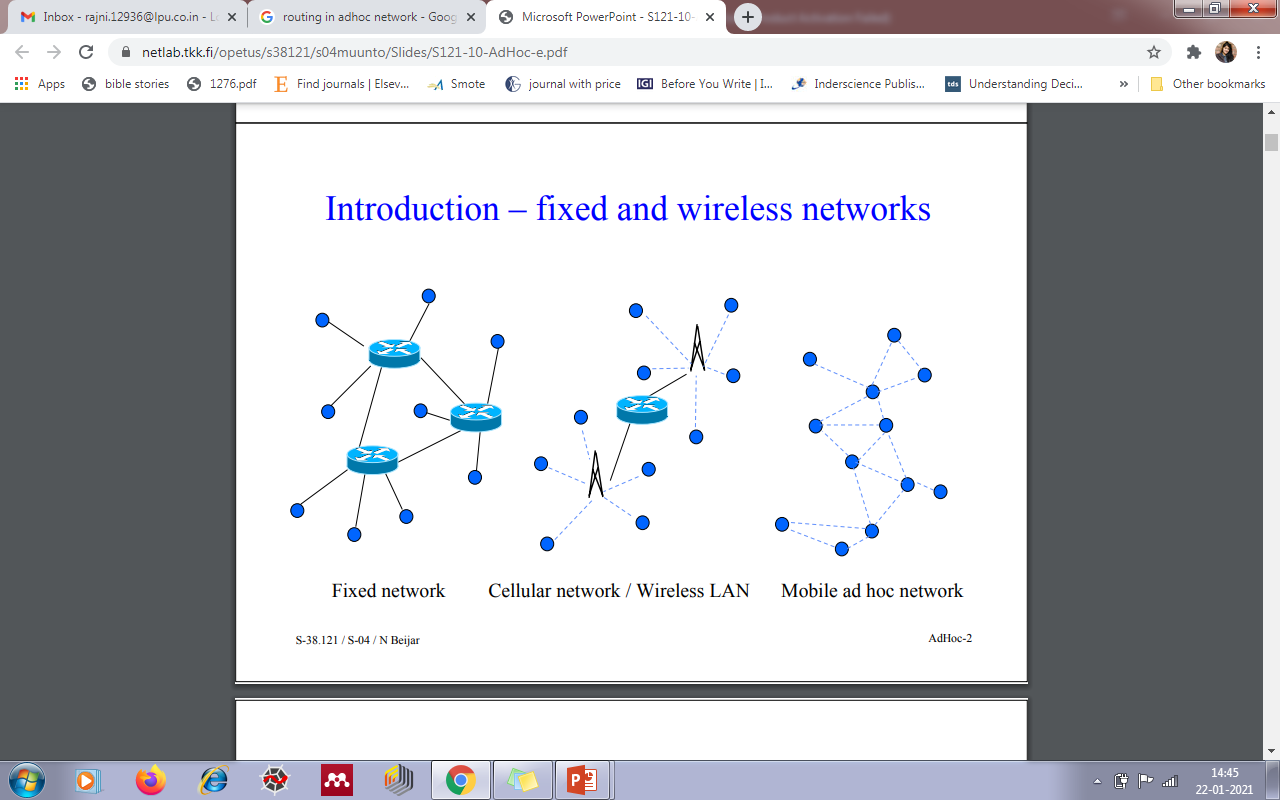 Inbox - rajni.12936@lpu.co.in - L
routing in adhoc network - Goog
Microsoft PowerPoint - S121-10-
netlab.tkk.fi/opetus/s38121/s04muunto/Slides/S121-10-AdHoc-e.pdf
Apps
bible stories
1276.pdf
Find journals | Elsev...
Smote
journal with price
IGI
Before You Write | I...
Inderscience Publis...
tds
Understanding Deci...
»
Other bookmarks
Introduction – fixed and wireless networks
Fixed network
Cellular network / Wireless LAN
Mobile ad hoc network
S-38.121 / S-04 / N Beijar
AdHoc-2
14:45
22-01-2021